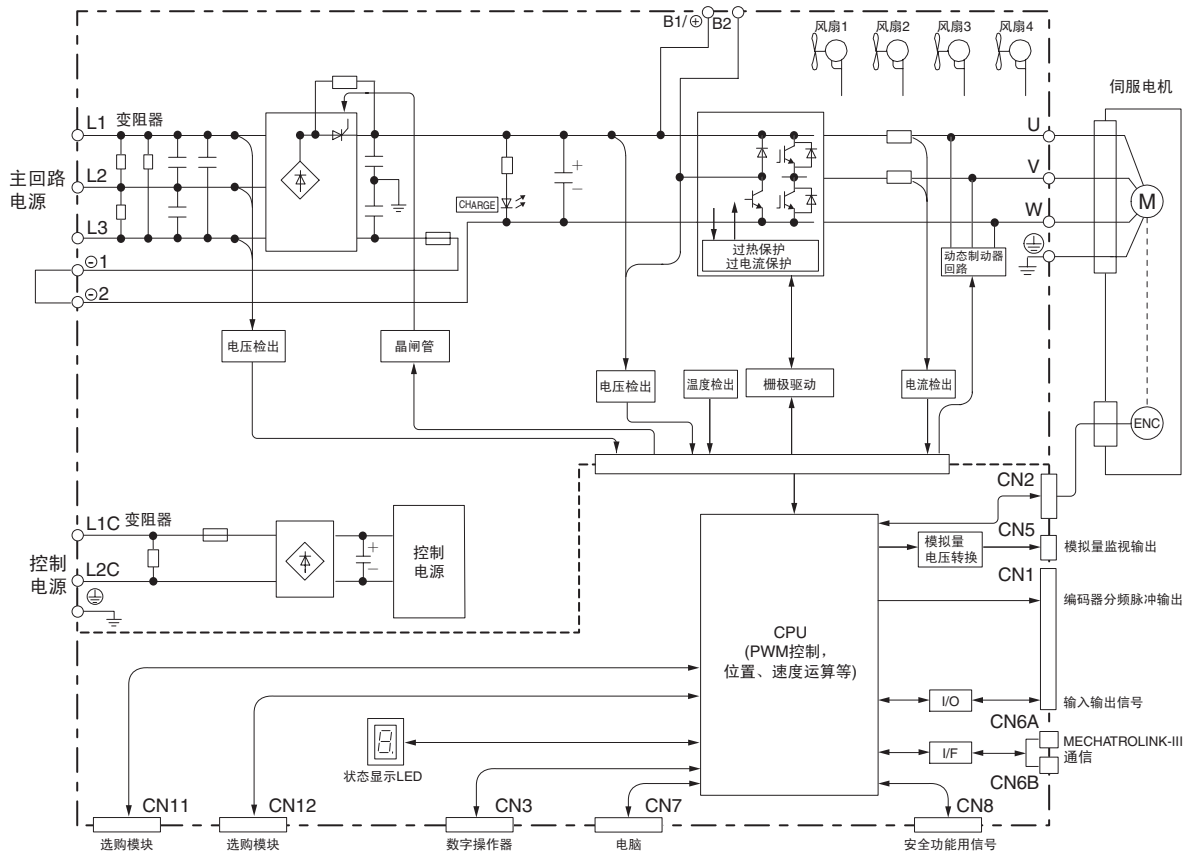 B1/⊕ B2
风扇1 风扇2 风扇3 风扇4
伺服电机
L1 变阻器
U
主回路
电源
L2
V
CHARGE
M
L3
W
过热保护
过电流保护
动态制动器
回路
⊖1
⊖2
电压检出
晶闸管
电压检出
温度检出
栅极驱动
电流检出
ENC
CN2
L1C 变阻器
控制
电源
L2C
控制
电源
模拟量
电压转换
CN5
模拟量监视输出
CN1
编码器分频脉冲输出
CPU
(PWM控制，
位置、速度运算等)
I/O
输入输出信号
CN6A
I/F
MECHATROLINK-III
通信
CN6B
8.
状态显示LED
CN11 CN12 CN3 CN7 CN8
选购模块 选购模块 数字操作器 电脑 安全功能用信号